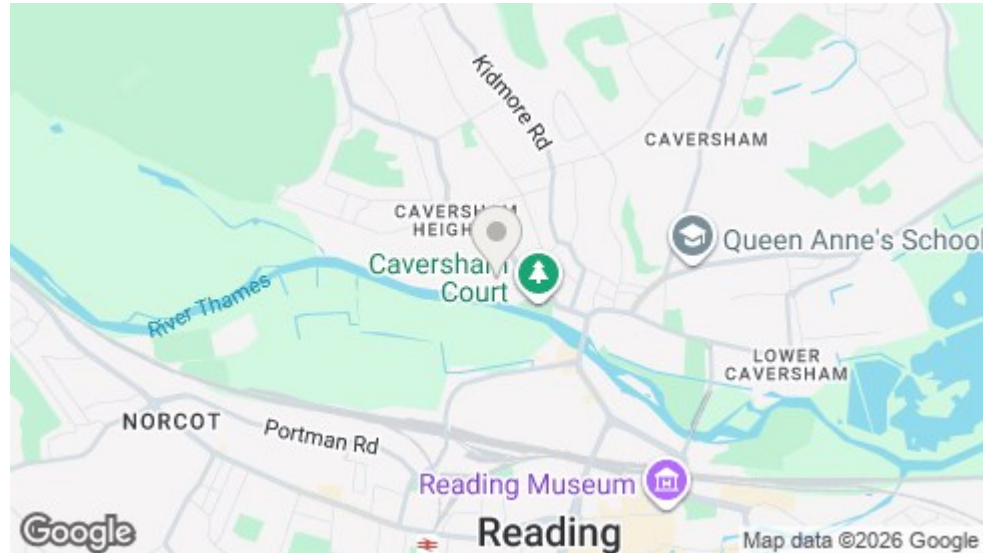 Kidmore Rd
CAVERSHAM
CAVERSHAM
HEIGH
Queen Anne's School
Caversham
Court
River Thames
LOWER
CAVERSHAM
NORCOT
Portman Rd
Reading Museum
Reading
Google
Map data ©2026 Google